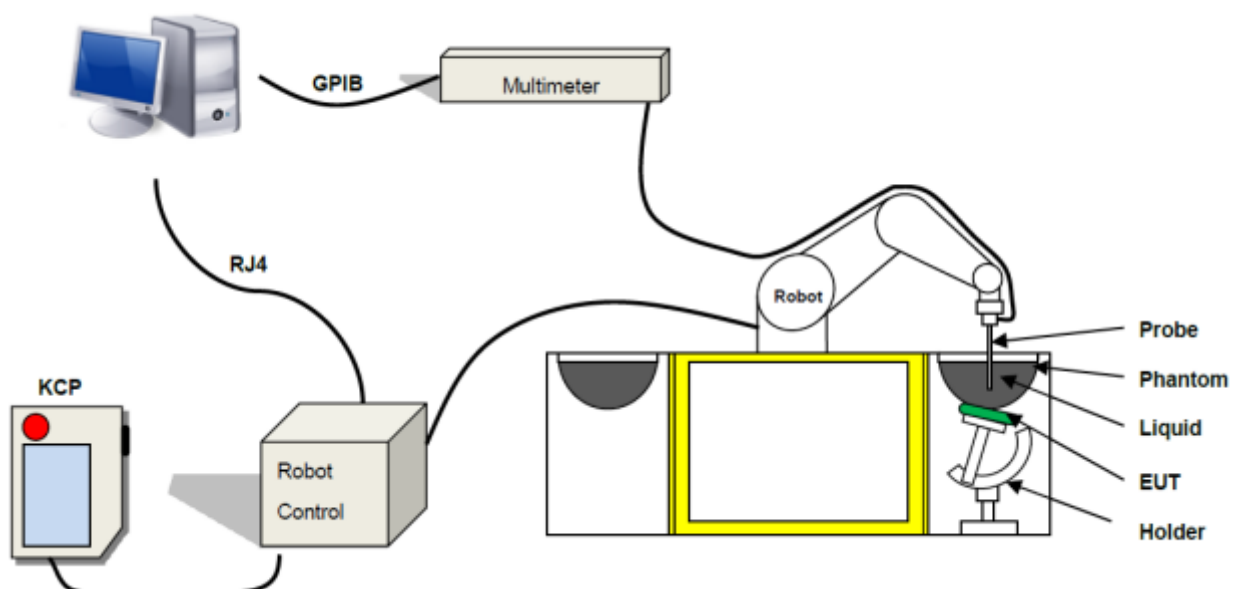 GPIB
Multimeter
RJ4
Robot
Probe
Phantom
KCP
Liquid
Robot
Control
EUT
Holder